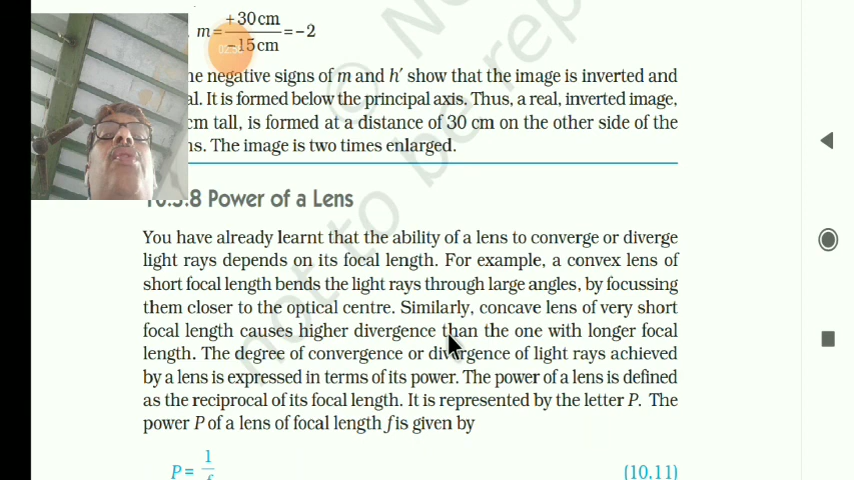 m= +30 cm / −15 cm =−2
ne negative signs of m and h′ show that the image is inverted and
al. It is formed below the principal axis. Thus, a real, inverted image,
cm tall, is formed at a distance of 30 cm on the other side of the
ns. The image is two times enlarged.
10.3.8 Power of a Lens
You have already learnt that the ability of a lens to converge or diverge
light rays depends on its focal length. For example, a convex lens of
short focal length bends the light rays through large angles, by focussing
them closer to the optical centre. Similarly, concave lens of very short
focal length causes higher divergence than the one with longer focal
length. The degree of convergence or divergence of light rays achieved
by a lens is expressed in terms of its power. The power of a lens is defined
as the reciprocal of its focal length. It is represented by the letter P. The
power P of a lens of focal length f is given by
P= 1 / f (10.11)
not to be rep